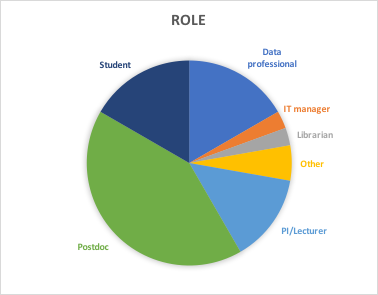 ROLE
Data
professional
IT manager
Librarian
Other
PI/Lecturer
Postdoc
Student